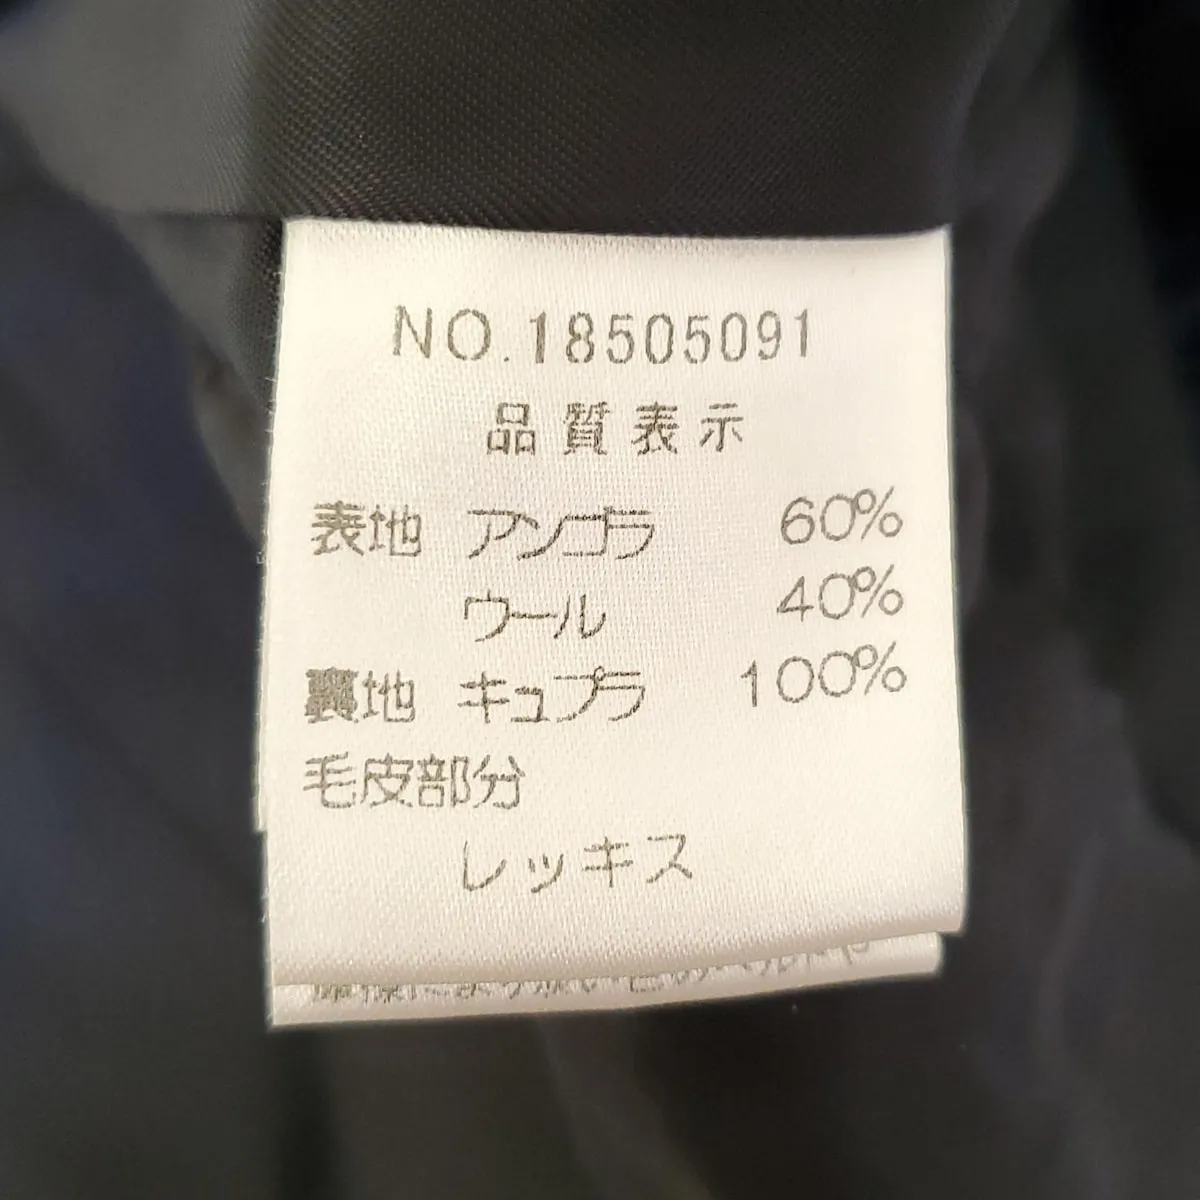 NO.18505091
品質表示
表地 アンゴラ 60%
ウール 40%
裏地 キュプラ 100%
毛皮部分
レッキス